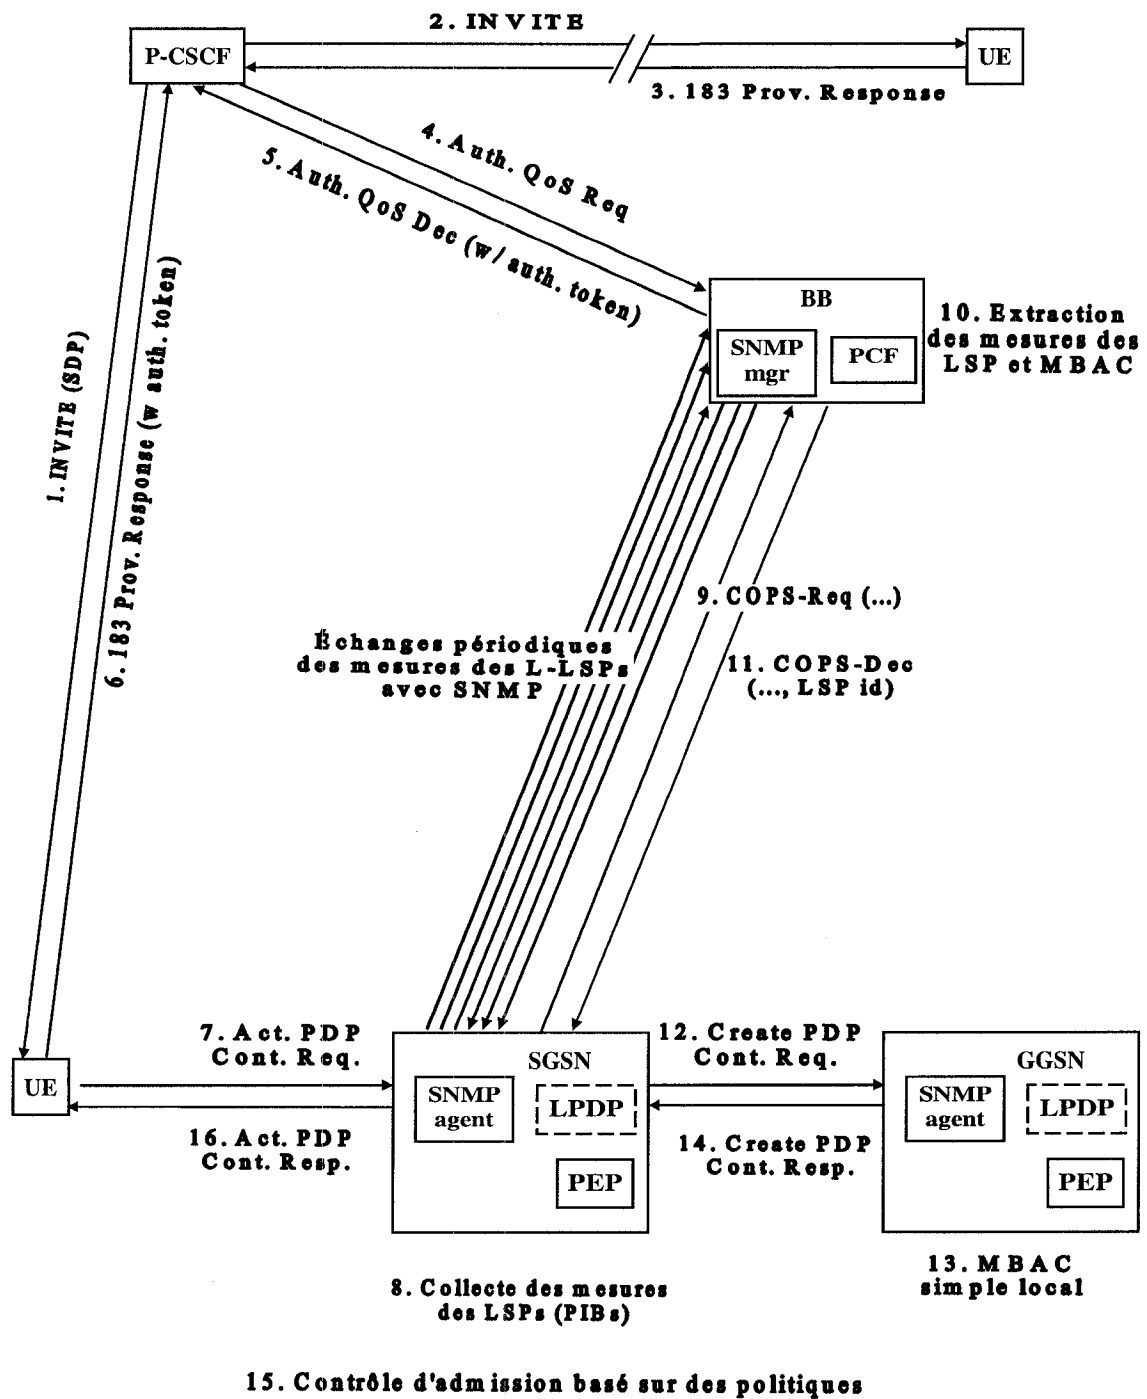 2. INVITE
P-CSCF
UE
3. 183 Prov. Response
4. Auth. QoS Req
5. Auth. QoS Dec (w/ auth. token)
1. INVITE (SDP)
6. 183 Prov. Response (w auth. token)
BB
SNMP
mgr
PCF
10. Extraction
des mesures des
LSP et MBAC
9. COPS-Req (...)
Échanges périodiques
des mesures des L-LSPs
avec SNMP
11. COPS-Dec
(..., LSP id)
7. Act. PDP
Cont. Req.
UE
16. Act. PDP
Cont. Resp.
SGSN
SNMP
agent
LPDP
PEP
12. Create PDP
Cont. Req.
14. Create PDP
Cont. Resp.
GGSN
SNMP
agent
LPDP
PEP
8. Collecte des mesures
des LSPs (PIBs)
13. MBAC
simple local
15. Contrôle d'admission basé sur des politiques